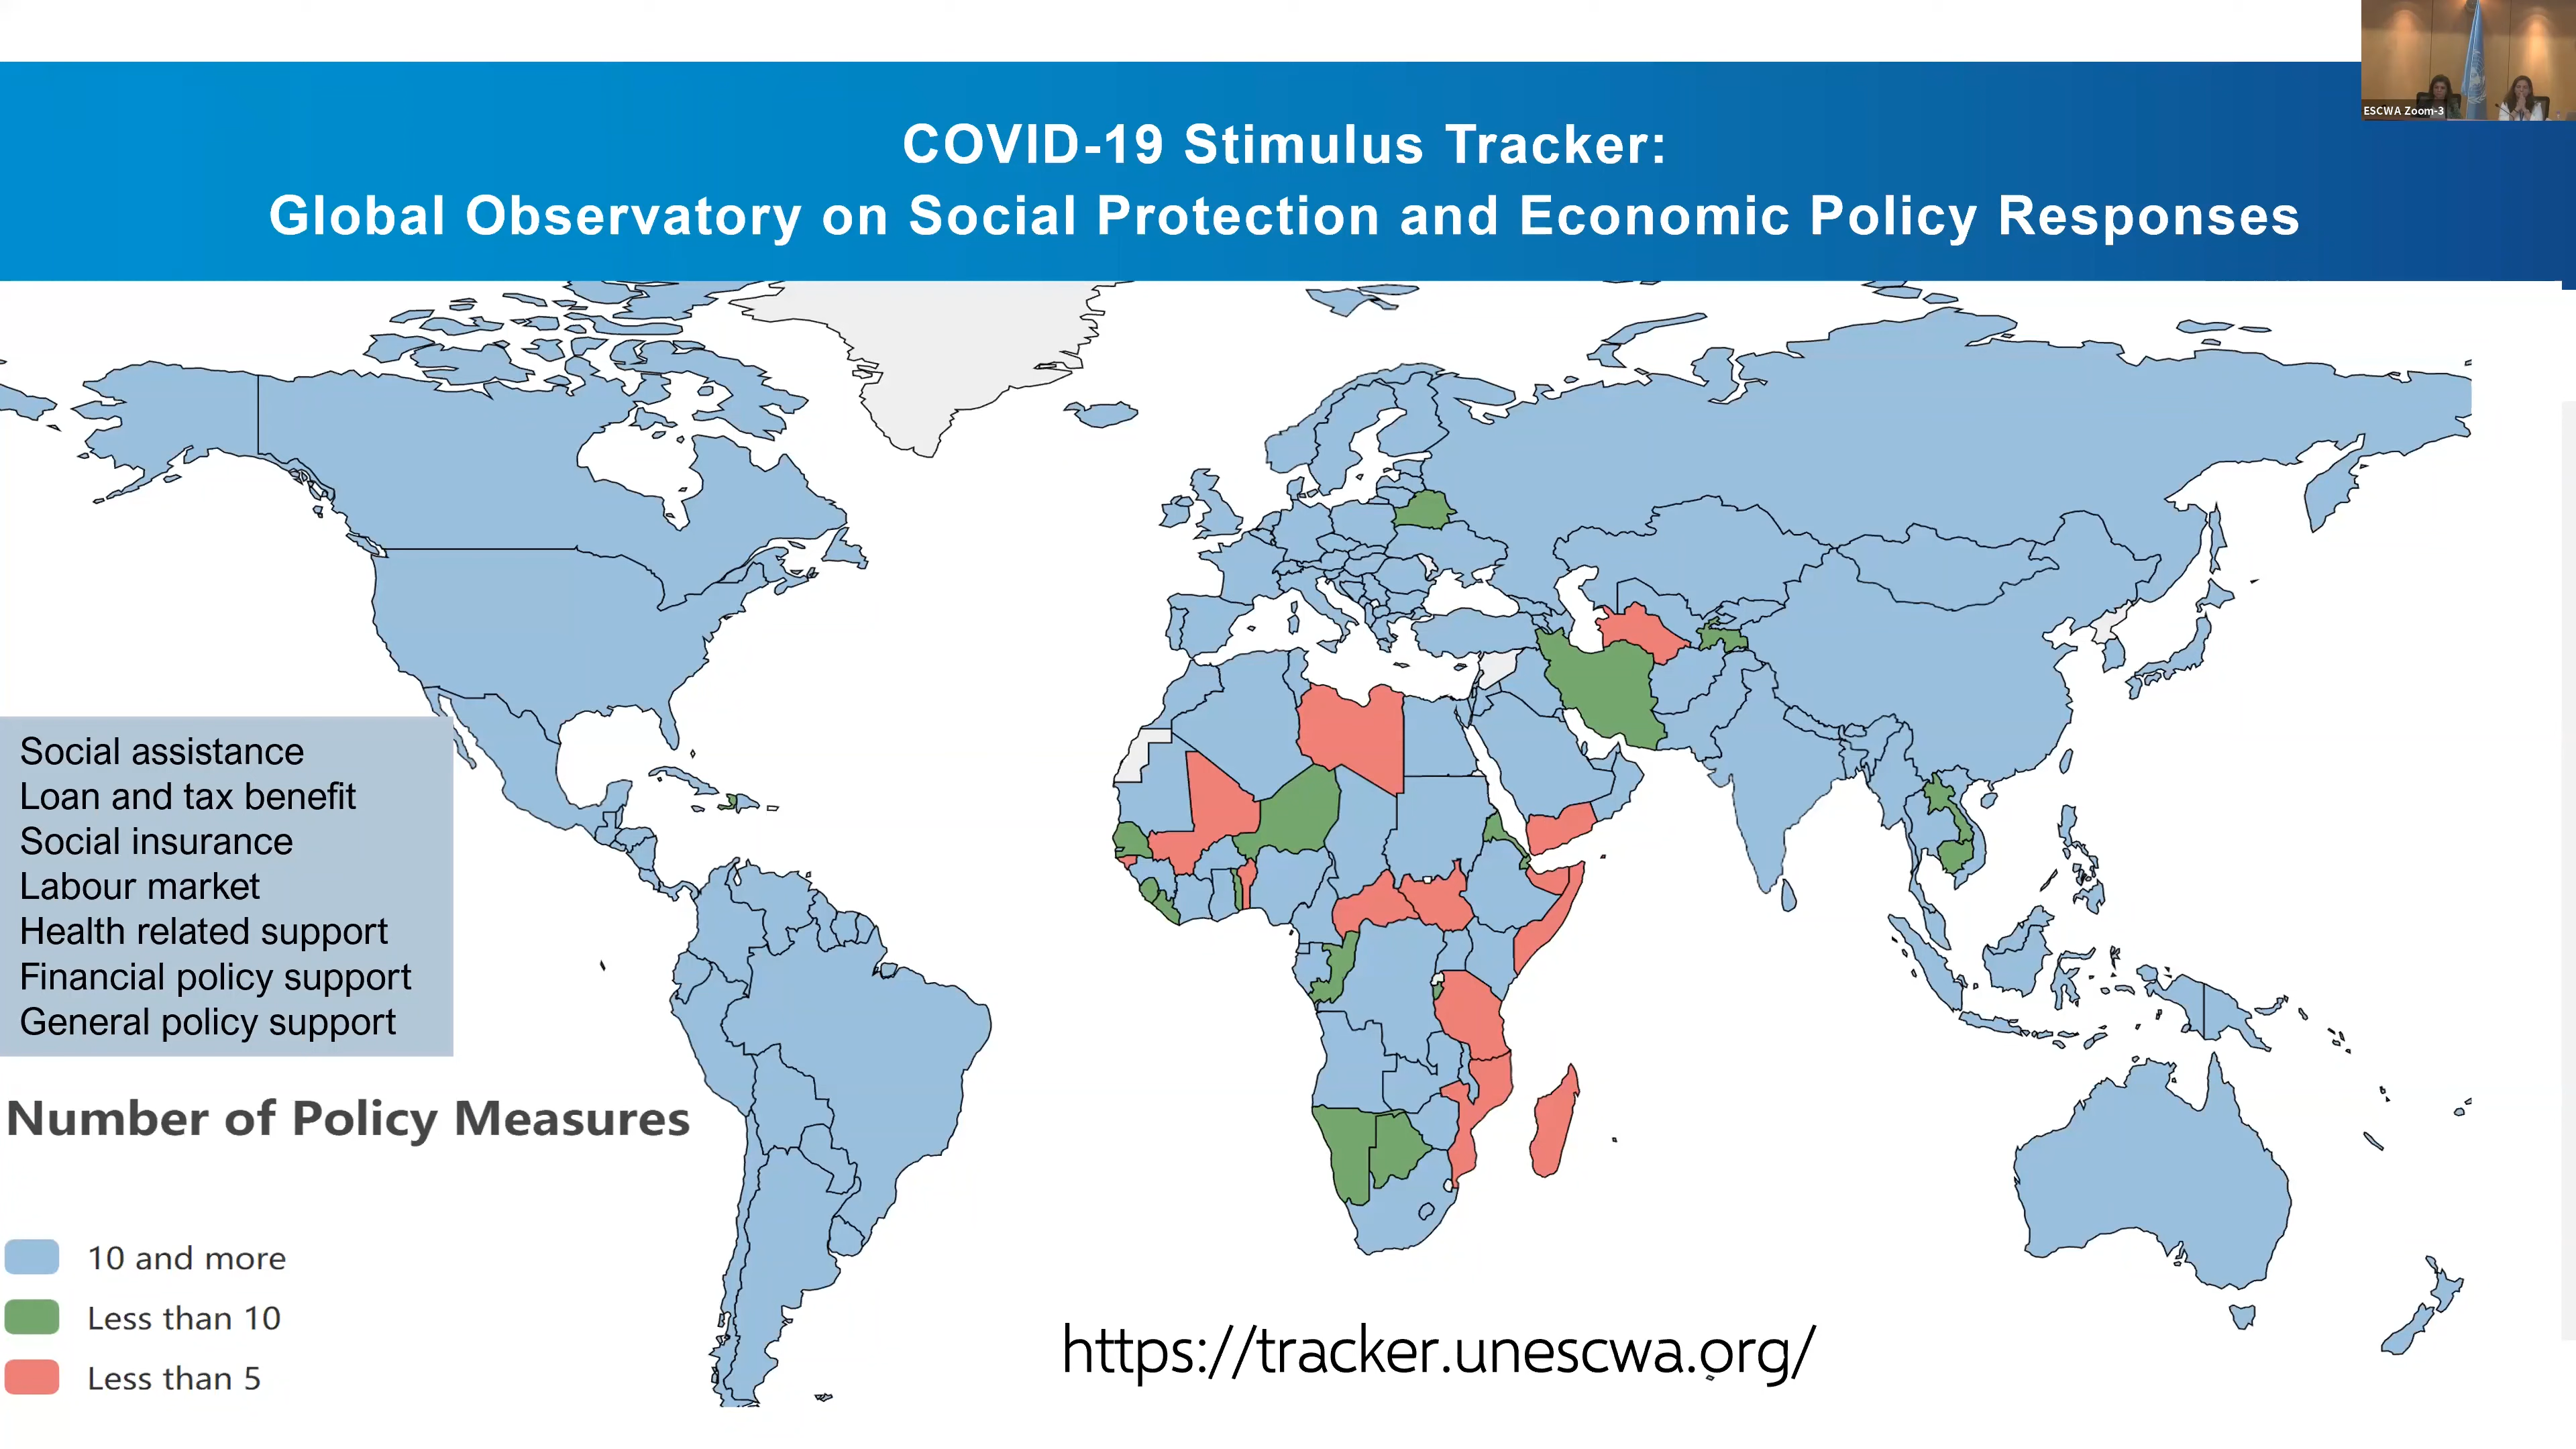 ESCWA Zoom-3
COVID-19 Stimulus Tracker:
Global Observatory on Social Protection and Economic Policy Responses
Social assistance
Loan and tax benefit
Social insurance
Labour market
Health related support
Financial policy support
General policy support
Number of Policy Measures
10 and more
Less than 10
Less than 5
https://tracker.unescwa.org/